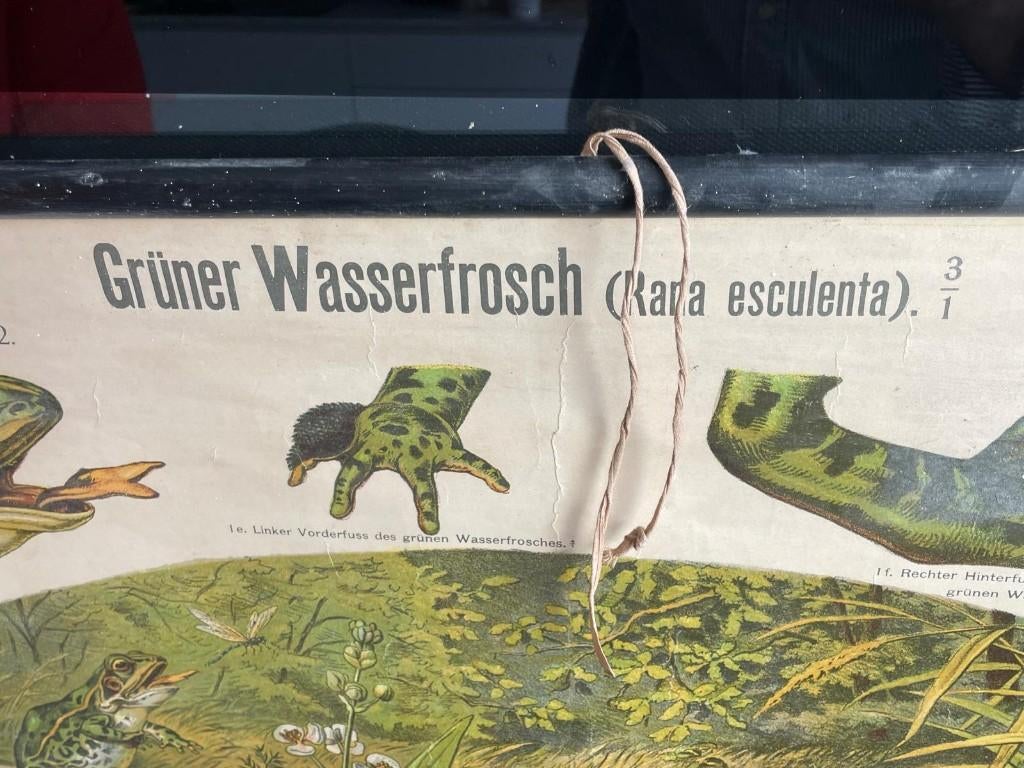 Grüner Wasserfrosch (Rana esculenta). 3/1
2.
1e. Linker Vorderfuss des grünen Wasserfrosches.
1f. Rechter Hinterfu
grünen W